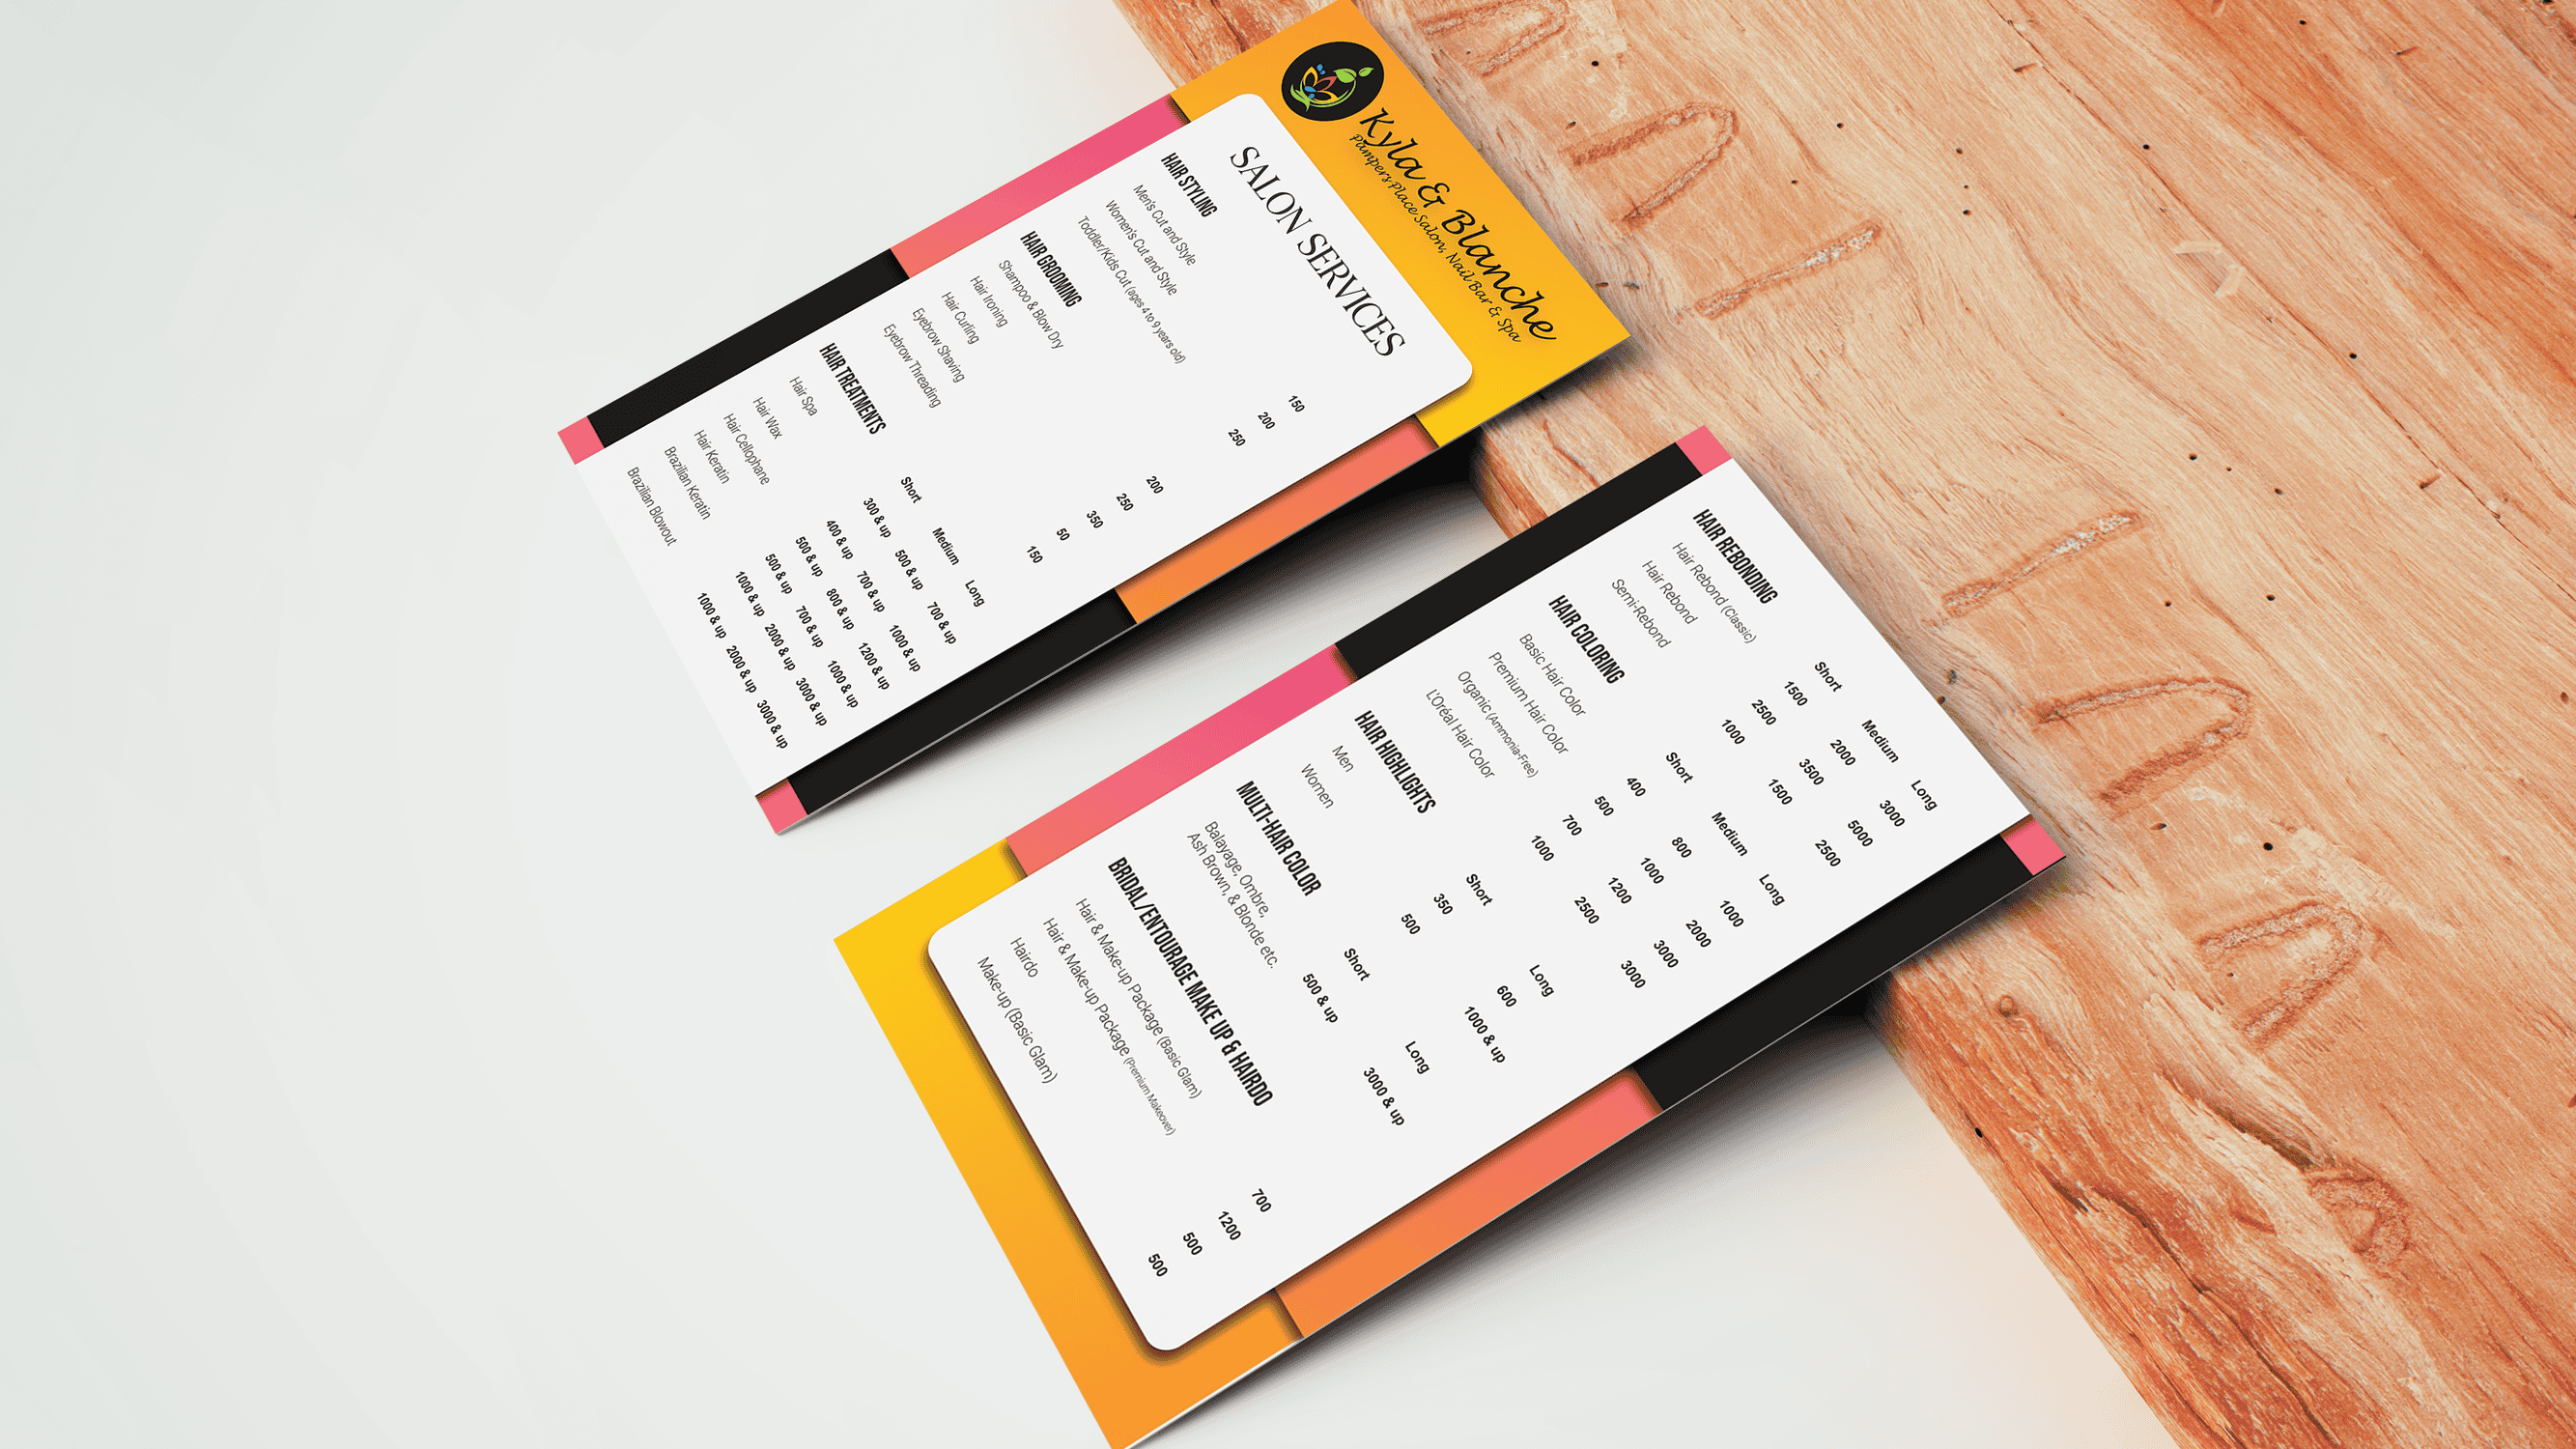 Kyla & Blanche
Pampers Place Salon, Nail Bar & Spa
SALON SERVICES
HAIR STYLING
Men's Cut and Style 150
Women's Cut and Style 200
Toddler/Kids Cut (ages 4 to 9 years old) 250
HAIR GROOMING
Shampoo & Blow Dry 200
Hair Ironing 250
Hair Curling 350
Eyebrow Shaving 50
Eyebrow Threading 150
HAIR TREATMENTS Short Medium Long
Hair Spa 300 & up 500 & up 700 & up
Hair Wax 400 & up 700 & up 1000 & up
Hair Cellophane 500 & up 800 & up 1200 & up
Hair Keratin 500 & up 700 & up 1000 & up
Brazilian Keratin 1000 & up 2000 & up 3000 & up
Brazilian Blowout 1000 & up 2000 & up 3000 & up
HAIR REBONDING Short Medium Long
Hair Rebond (Classic) 1500 2000 3000
Hair Rebond 2500 3500 5000
Semi-Rebond 1000 1500 2500
HAIR COLORING Short Medium Long
Basic Hair Color 400 800 1000
Premium Hair Color 500 1000 2000
Organic (Ammonia-Free) 700 1200 3000
L'Oréal Hair Color 1000 2500 3000
HAIR HIGHLIGHTS Short Long
Men 350 600
Women 500 1000 & up
MULTI-HAIR COLOR Short Long
Balayage, Ombre, 500 & up 3000 & up
Ash Brown, & Blonde etc.
BRIDAL/ENTOURAGE MAKE UP & HAIRDO
Hair & Make-up Package (Basic Glam) 700
Hair & Make-up Package (Premium Makeover) 1200
Hairdo 500
Make-up (Basic Glam) 500